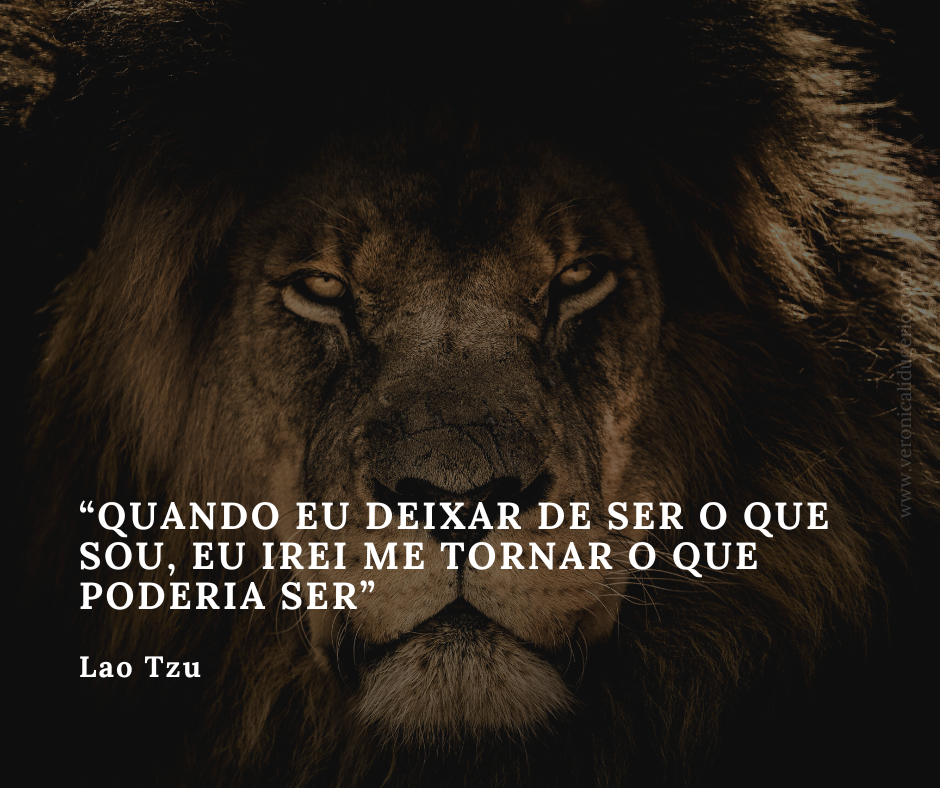 “QUANDO EU DEIXAR DE SER O QUE
SOU, EU IREI ME TORNAR O QUE
PODERIA SER”
Lao Tzu